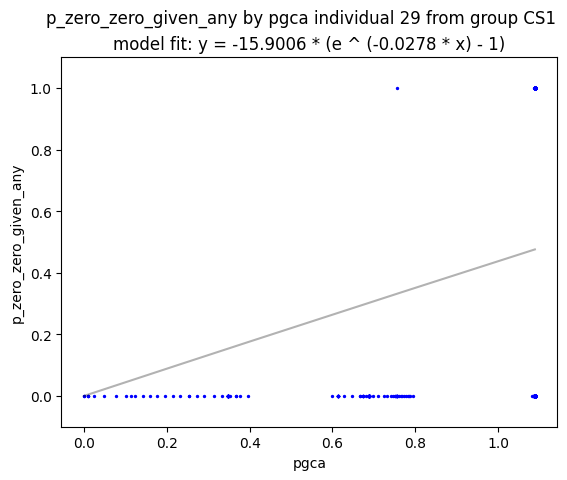 p_zero_zero_given_any by pgca individual 29 from group CS1
model fit: y = -15.9006 * (e ^ (-0.0278 * x) - 1)
1.0
0.8
0.6
0.4
0.2
0.0
p_zero_zero_given_any
0.0 0.2 0.4 0.6 0.8 1.0
pgca